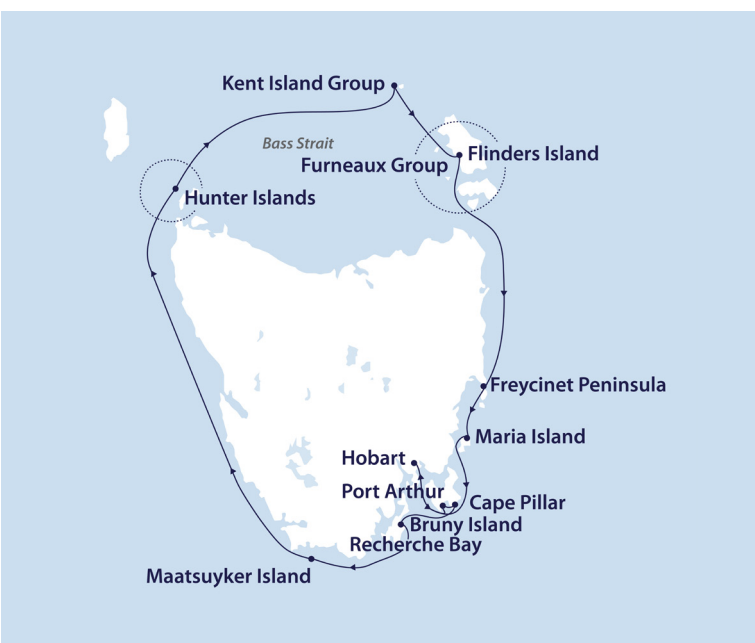 Kent Island Group
Bass Strait
Flinders Island
Furneaux Group
Hunter Islands
Freycinet Peninsula
Maria Island
Hobart
Port Arthur
Cape Pillar
Bruny Island
Recherche Bay
Maatsuyker Island